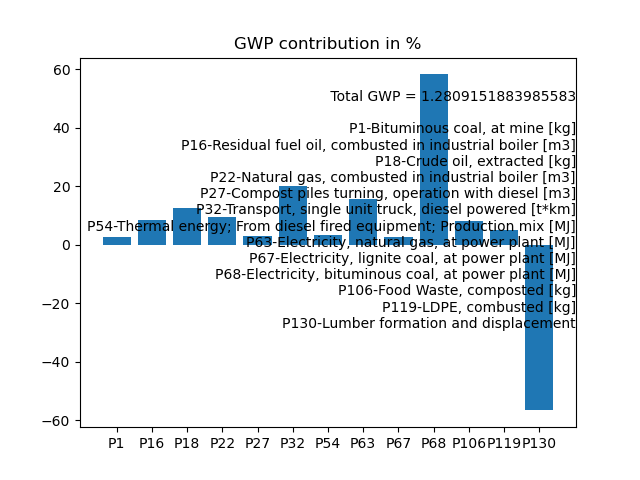 GWP contribution in %
60
40
20
0
−20
−40
−60
Total GWP = 1.2809151883985583
P1-Bituminous coal, at mine [kg]
P16-Residual fuel oil, combusted in industrial boiler [m3]
P18-Crude oil, extracted [kg]
P22-Natural gas, combusted in industrial boiler [m3]
P27-Compost piles turning, operation with diesel [m3]
P32-Transport, single unit truck, diesel powered [t*km]
P54-Thermal energy; From diesel fired equipment; Production mix [MJ]
P63-Electricity, natural gas, at power plant [MJ]
P67-Electricity, lignite coal, at power plant [MJ]
P68-Electricity, bituminous coal, at power plant [MJ]
P106-Food Waste, composted [kg]
P119-LDPE, combusted [kg]
P130-Lumber formation and displacement
P1 P16 P18 P22 P27 P32 P54 P63 P67 P68 P106 P119 P130